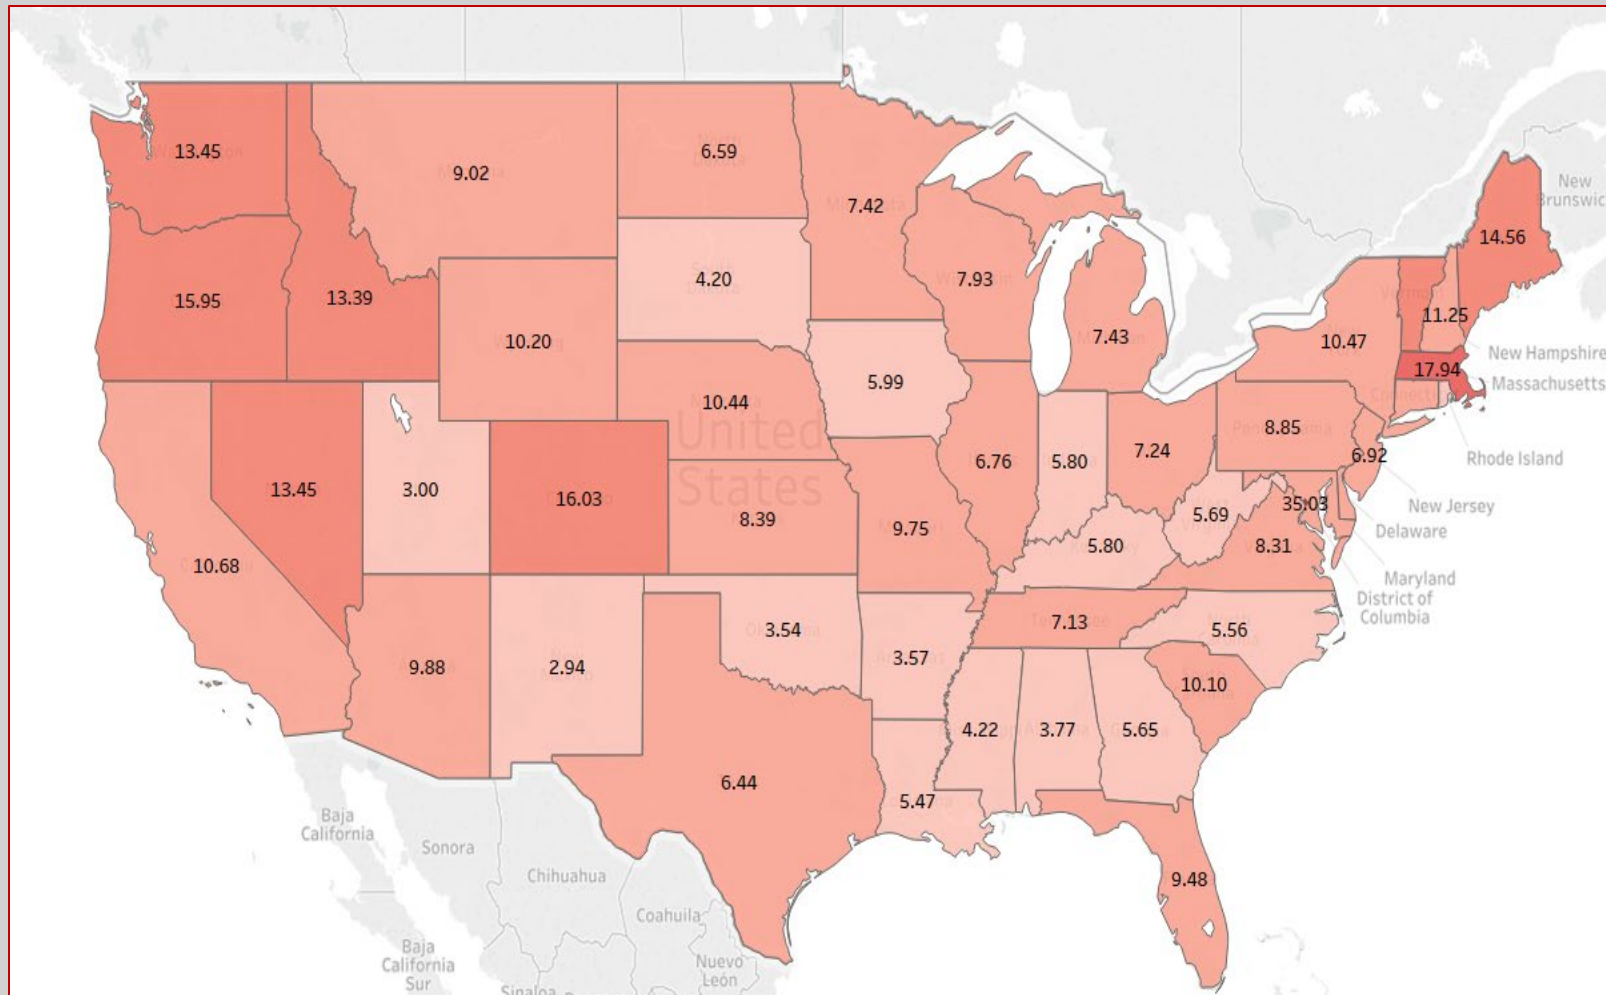 13.45
9.02
6.59
7.42
New
Brunswic
14.56
15.95
13.39
4.20
7.93
10.20
7.43
11.25
10.47
New Hampshire
17.94
Massachusetts
5.99
10.44
United
States
8.85
6.92
Rhode Island
13.45
3.00
16.03
8.39
9.75
6.76
5.80
7.24
5.69
35.03
New Jersey
Delaware
10.68
5.80
8.31
Maryland
District of
Columbia
9.88
2.94
3.54
3.57
7.13
5.56
10.10
4.22
3.77
5.65
6.44
5.47
9.48
Baja
California
Sonora
Chihuahua
Coahuila
Baja
California
Sur
Nuevo
León
Sinaloa